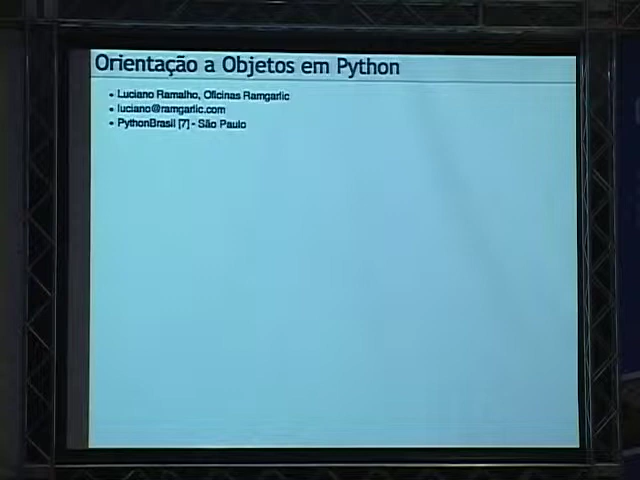 Orientação a Objetos em Python
• Luciano Ramalho, Oficinas Ramgarlic
• luciano@ramgarlic.com
• PythonBrasil [7] - São Paulo